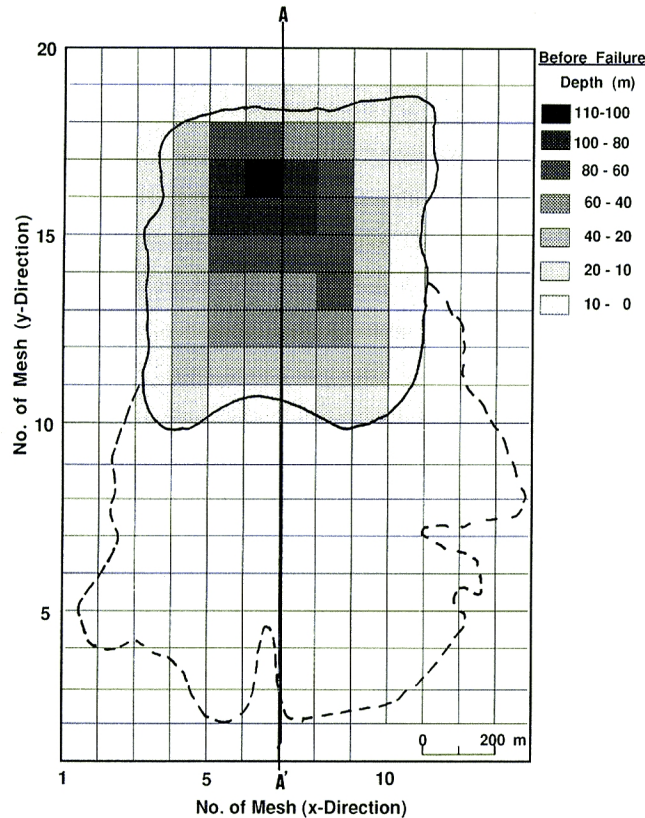 A
20
15
10
5
No. of Mesh (y-Direction)
1 5 10
A'
No. of Mesh (x-Direction)
0 200 m
Before Failure
Depth (m)
110-100
100 - 80
80 - 60
60 - 40
40 - 20
20 - 10
10 - 0